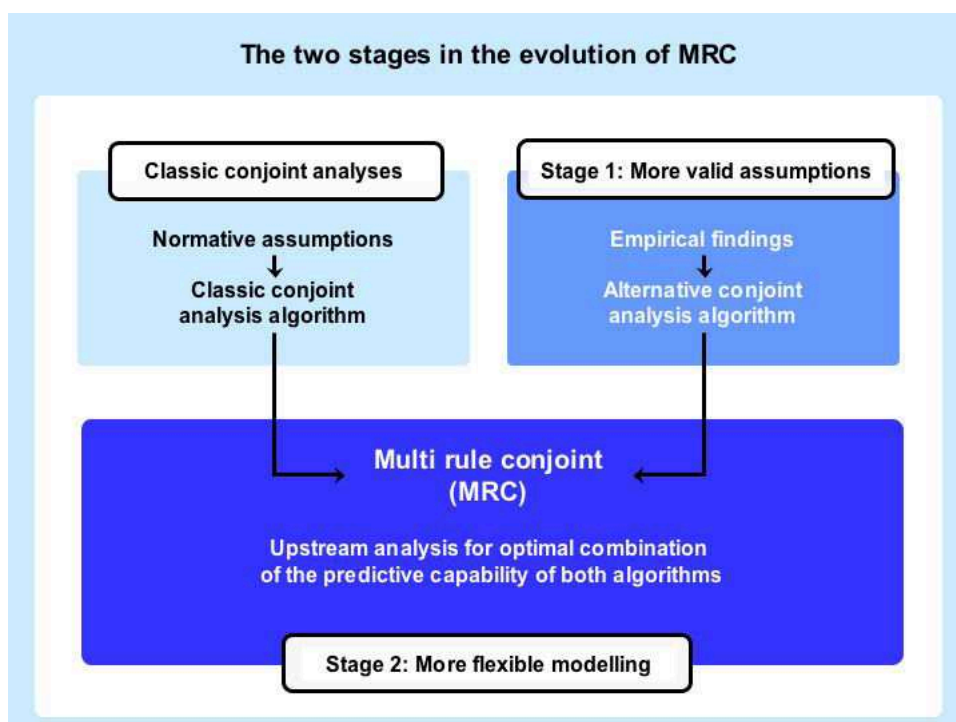 The two stages in the evolution of MRC
Classic conjoint analyses
Normative assumptions
Classic conjoint
analysis algorithm
Stage 1: More valid assumptions
Empirical findings
Alternative conjoint
analysis algorithm
Multi rule conjoint
(MRC)
Upstream analysis for optimal combination
of the predictive capability of both algorithms
Stage 2: More flexible modelling